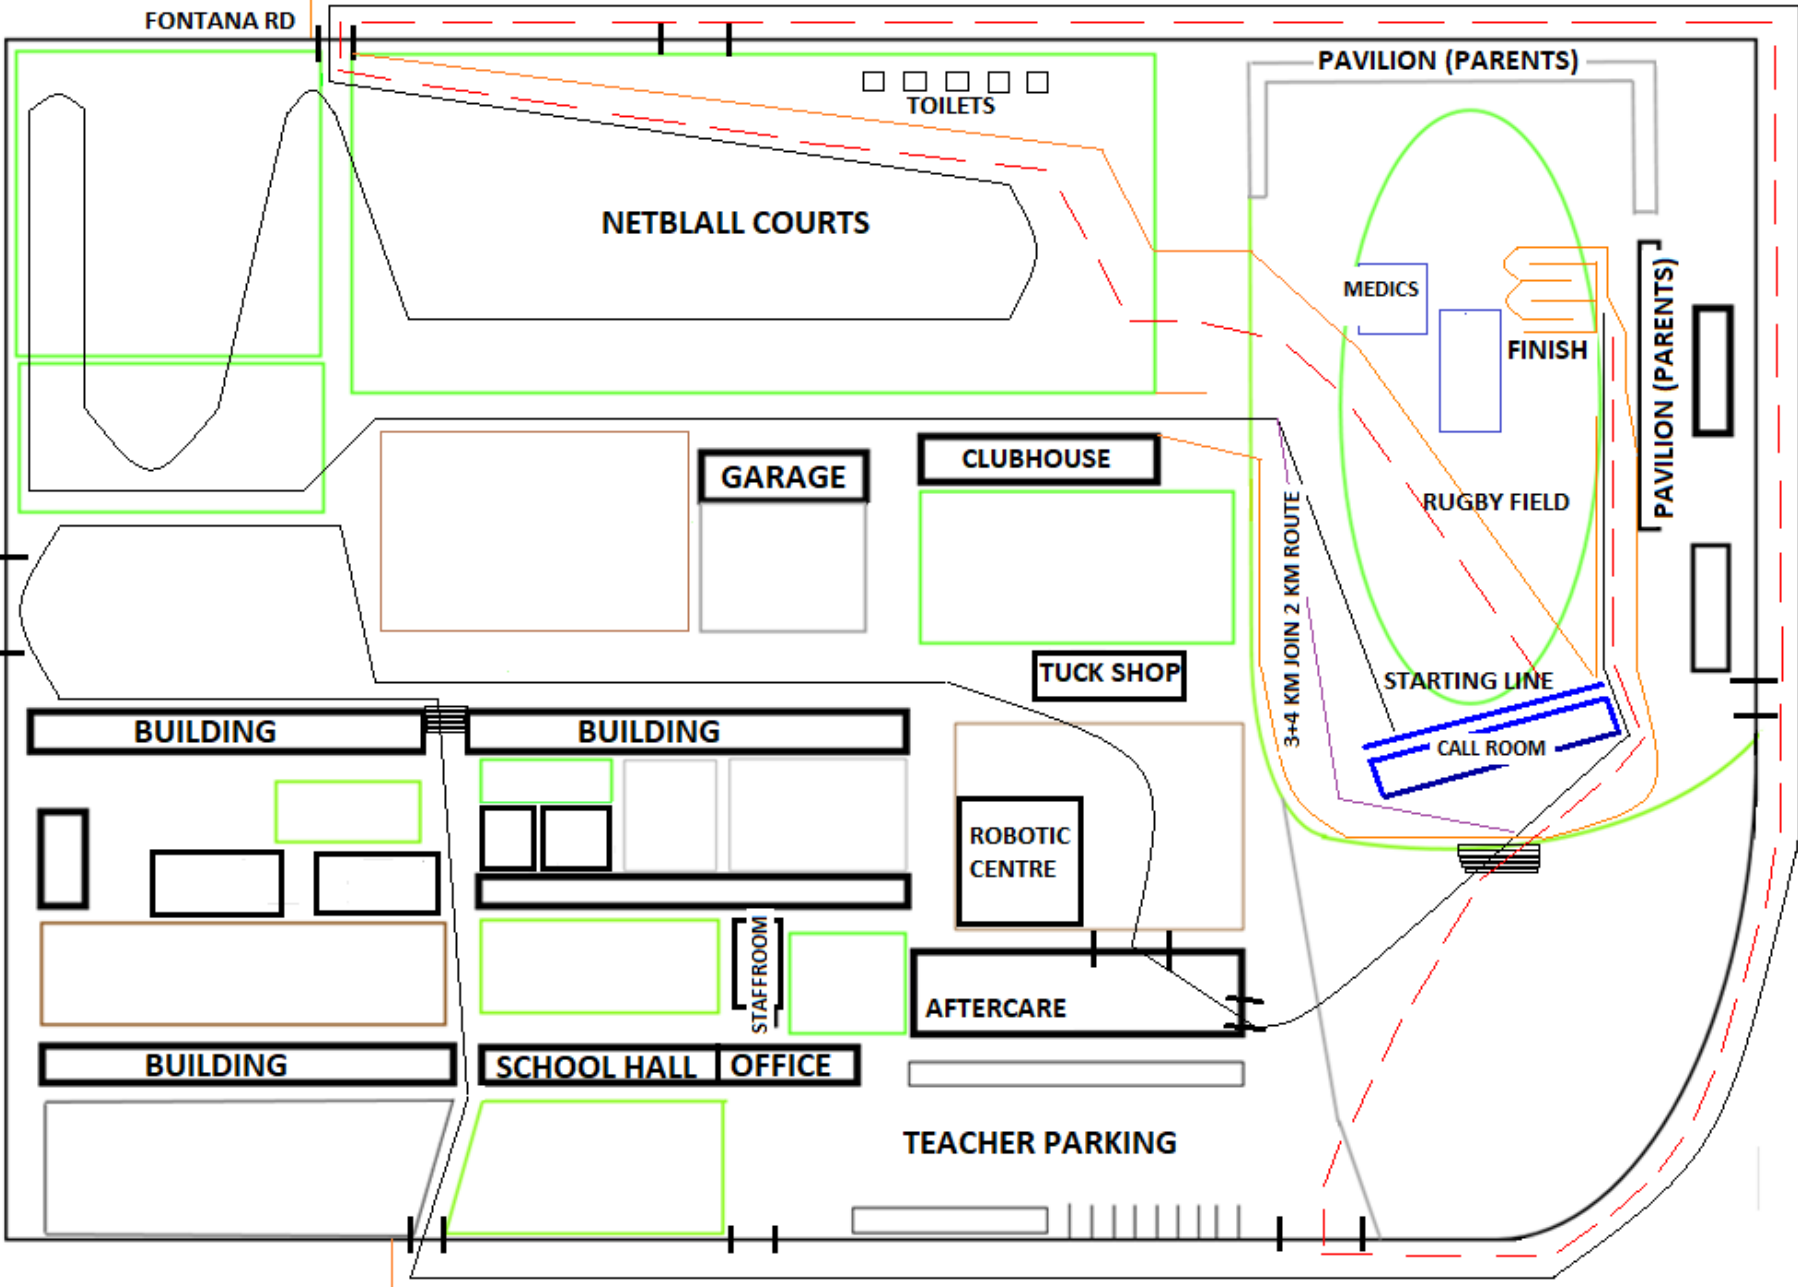 FONTANA RD
PAVILION (PARENTS)
TOILETS
NETBLALL COURTS
MEDICS
FINISH
PAVILION (PARENTS)
CLUBHOUSE
GARAGE
RUGBY FIELD
3+4 KM JOIN 2 KM ROUTE
TUCK SHOP
STARTING LINE
CALL ROOM
BUILDING
BUILDING
ROBOTIC
CENTRE
STAFFROOM
AFTERCARE
BUILDING
SCHOOL HALL
OFFICE
TEACHER PARKING